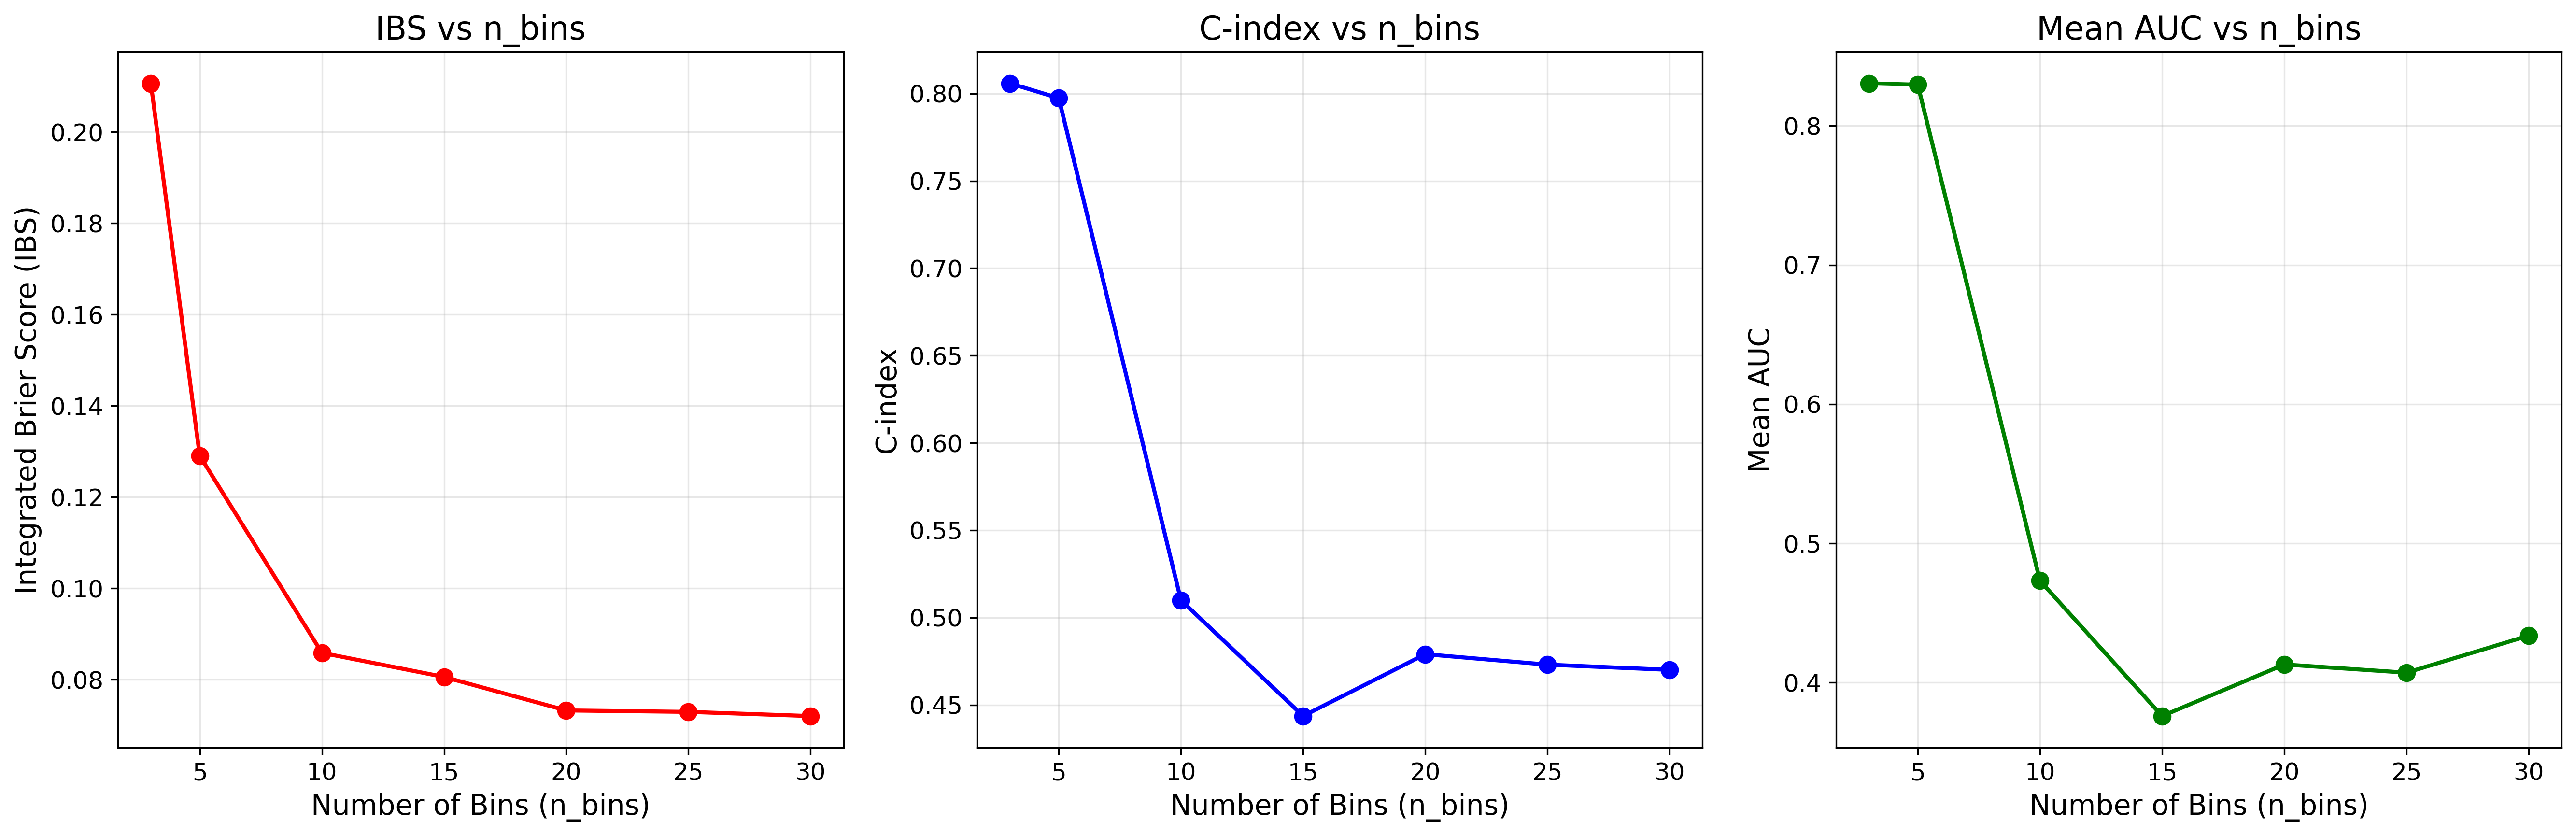 IBS vs n_bins
Integrated Brier Score (IBS)
0.20
0.18
0.16
0.14
0.12
0.10
0.08
5 10 15 20 25 30
Number of Bins (n_bins)
C-index vs n_bins
C-index
0.80
0.75
0.70
0.65
0.60
0.55
0.50
0.45
5 10 15 20 25 30
Number of Bins (n_bins)
Mean AUC vs n_bins
Mean AUC
0.8
0.7
0.6
0.5
0.4
5 10 15 20 25 30
Number of Bins (n_bins)